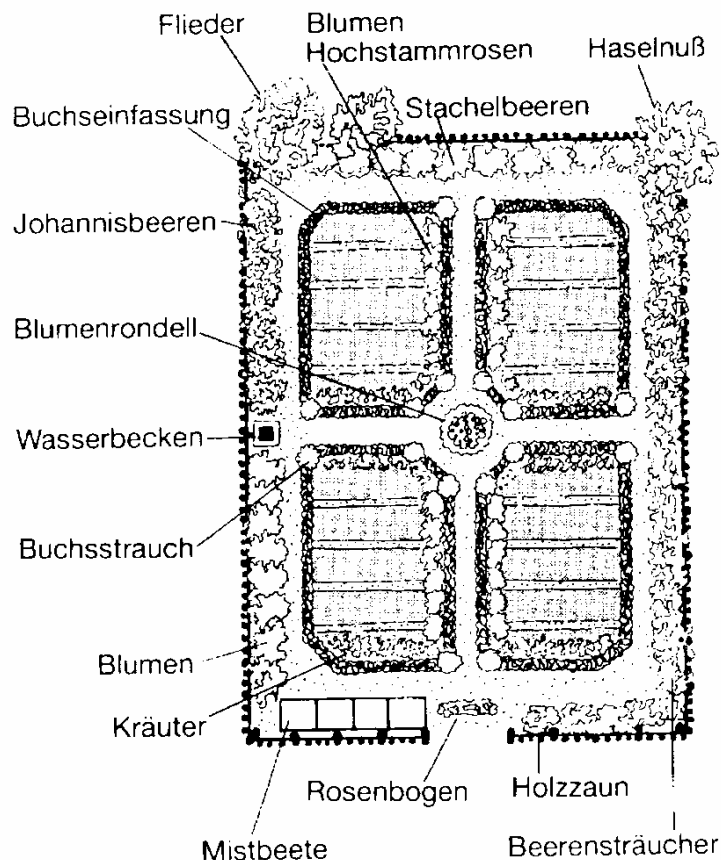 Flieder
Blumen
Hochstammrosen
Haselnuß
Buchseinfassung
Stachelbeeren
Johannisbeeren
Blumenrondell
Wasserbecken
Buchsstrauch
Blumen
Kräuter
Rosenbogen
Holzzaun
Mistbeete
Beerensträucher